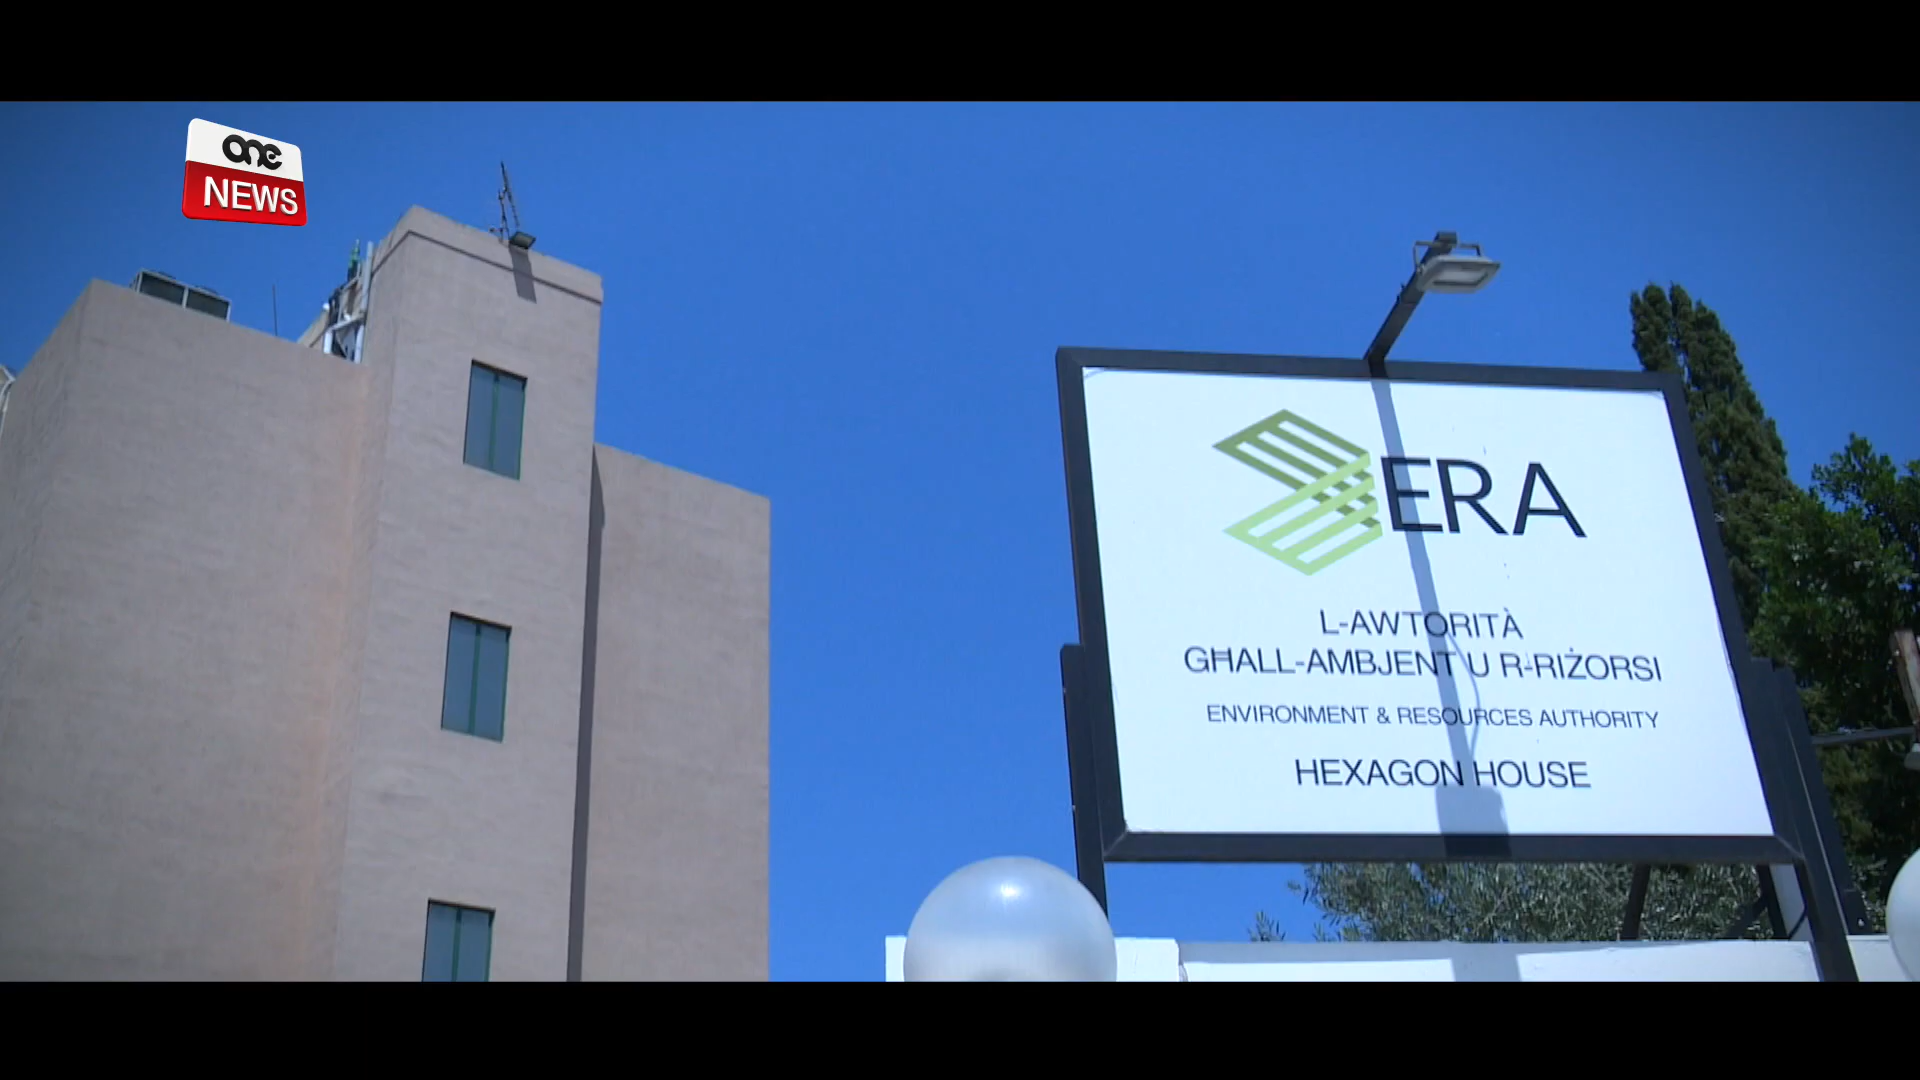 one
NEWS
ERA
L-AWTORITÀ
GĦALL-AMBJENT U R-RIŻORSI
ENVIRONMENT & RESOURCES AUTHORITY
HEXAGON HOUSE